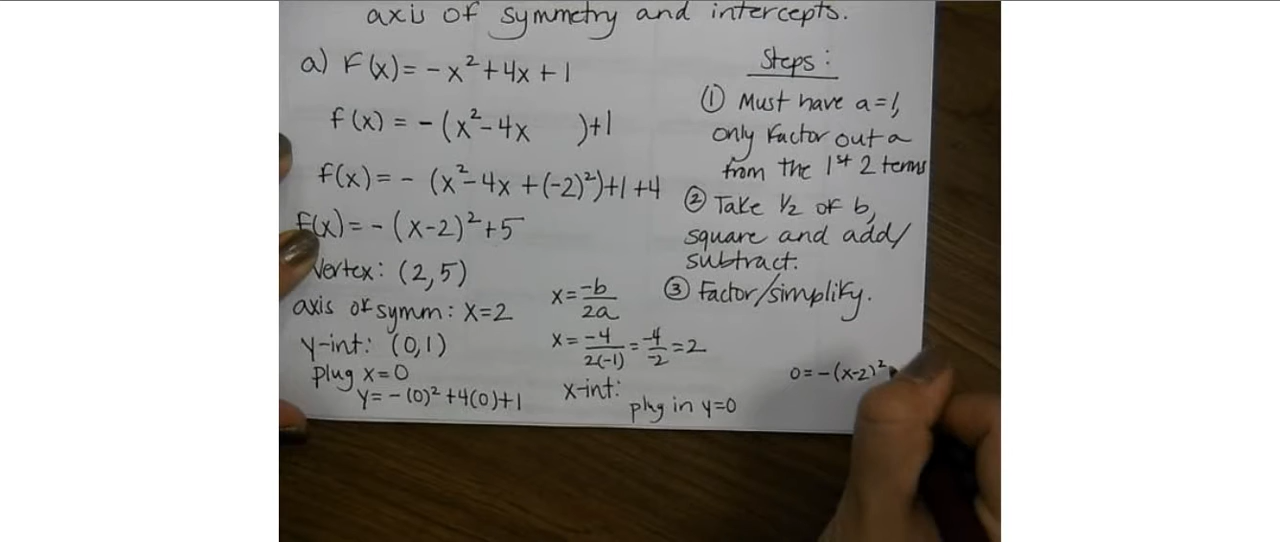 axis of symmetry and intercepts.
a) F(x) = -x² + 4x + 1
f(x) = -(x² - 4x    ) + 1
f(x) = - (x² - 4x + (-2)²) + 1 + 4
F(x) = - (x-2)² + 5
Vertex: (2,5)
axis of symm: x=2
y-int: (0,1)
plug x=0
y = -(0)² + 4(0) + 1
x = -b/2a
x = -4/2(-1) = -4/-2 = 2
x-int:
plug in y=0
Steps:
① Must have a=1,
only factor out a
from the 1st 2 terms
② Take 1/2 of b,
square and add/
subtract.
③ Factor/simplify.
0 = -(x-2)²